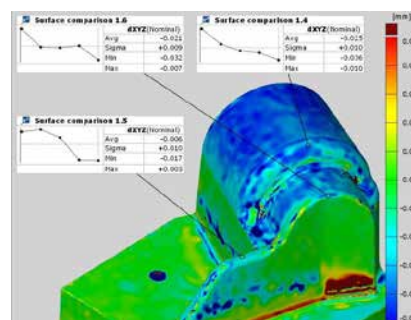 Surface comparison 1.6
dXYZ(Nominal)
Avg -0.021
Sigma +0.009
Min -0.032
Max -0.007
Surface comparison 1.4
dXYZ(Nominal)
Avg -0.015
Sigma +0.010
Min -0.036
Max -0.010
Surface comparison 1.5
dXYZ(Nominal)
Avg -0.006
Sigma +0.010
Min -0.017
Max +0.003
[mm]